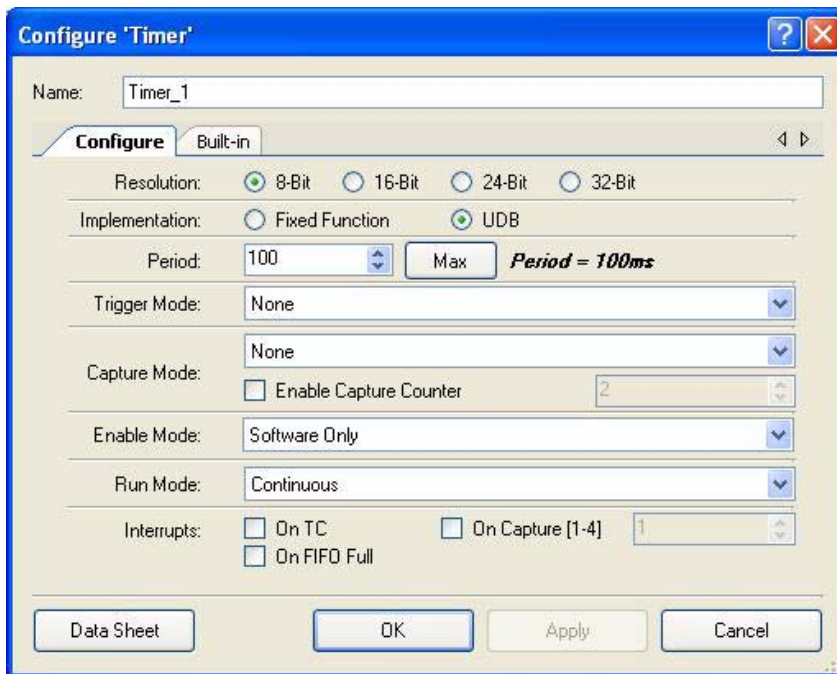 Configure 'Timer'
Name: Timer_1
Configure Built-in
Resolution: 8-Bit 16-Bit 24-Bit 32-Bit
Implementation: Fixed Function UDB
Period: 100 Max Period = 100ms
Trigger Mode: None
None
Capture Mode:
Enable Capture Counter 2
Enable Mode: Software Only
Run Mode: Continuous
Interrupts: On TC On Capture [1-4] 1
On FIFO Full
Data Sheet OK Apply Cancel